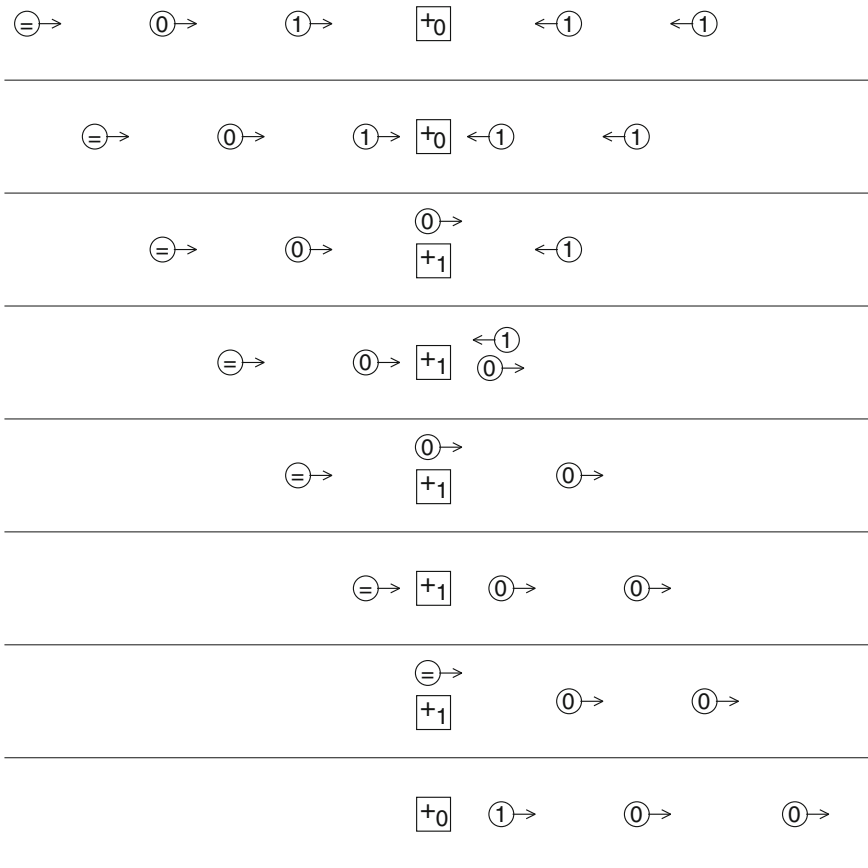 = 0 1 +0 1 1
= 0 1 +0 1 1
0
= 0 +1 1
1
= 0 +1 0
0
= +1 0
= +1 0 0
=
+1 0 0
+0 1 0 0